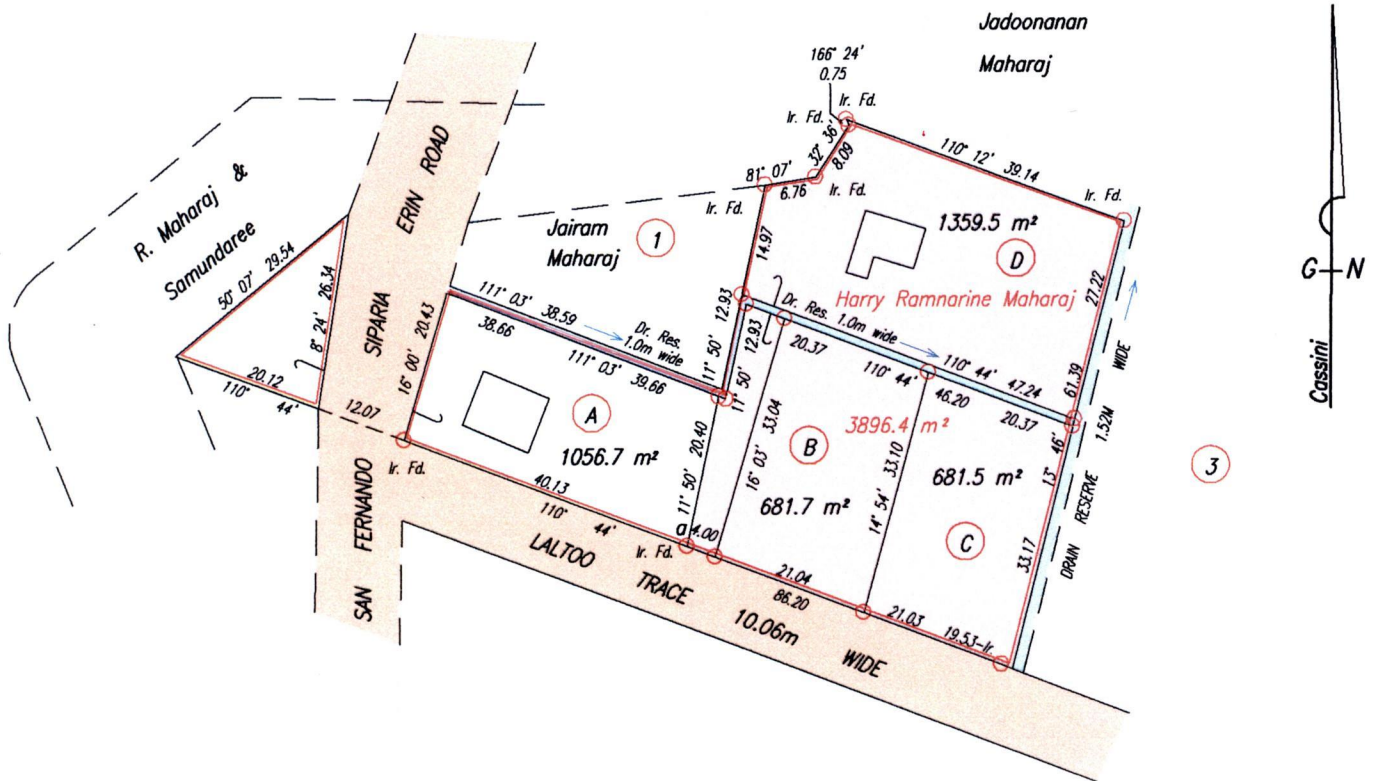 Jadoonanan
Maharaj
166° 24'
0.75
Ir. Fd.
Ir. Fd.
32° 36'
8.09
110° 12' 39.14
81° 07'
6.76
Ir. Fd.
Ir. Fd.
Ir. Fd.
R. Maharaj &
Samundaree
50° 07' 29.54
8° 24' 26.34
20.12
110° 44'
12.07
SIPARIA
ERIN ROAD
SAN FERNANDO
Jairam
Maharaj
1
14.97
1359.5 m²
D
Harry Ramnarine Maharaj
27.22
111° 03' 38.59
38.66
Dr. Res.
1.0m wide
111° 03' 39.66
16° 00' 20.43
12.93
11° 50'
12.93
11° 50'
Dr. Res. 1.0m wide
20.37
110° 44' 47.24
46.20
20.37
61.39
13° 46'
A
1056.7 m²
20.40
11° 50'
33.04
16° 03'
B
681.7 m²
3896.4 m²
33.10
14° 54'
681.5 m²
C
33.17
DRAIN RESERVE 1.52M WIDE
3
G N
Cassini
Ir. Fd.
40.13
110° 44'
a
4.00
Ir. Fd.
21.04
86.20
21.03
19.53-Ir.
LALTOO TRACE 10.06m WIDE